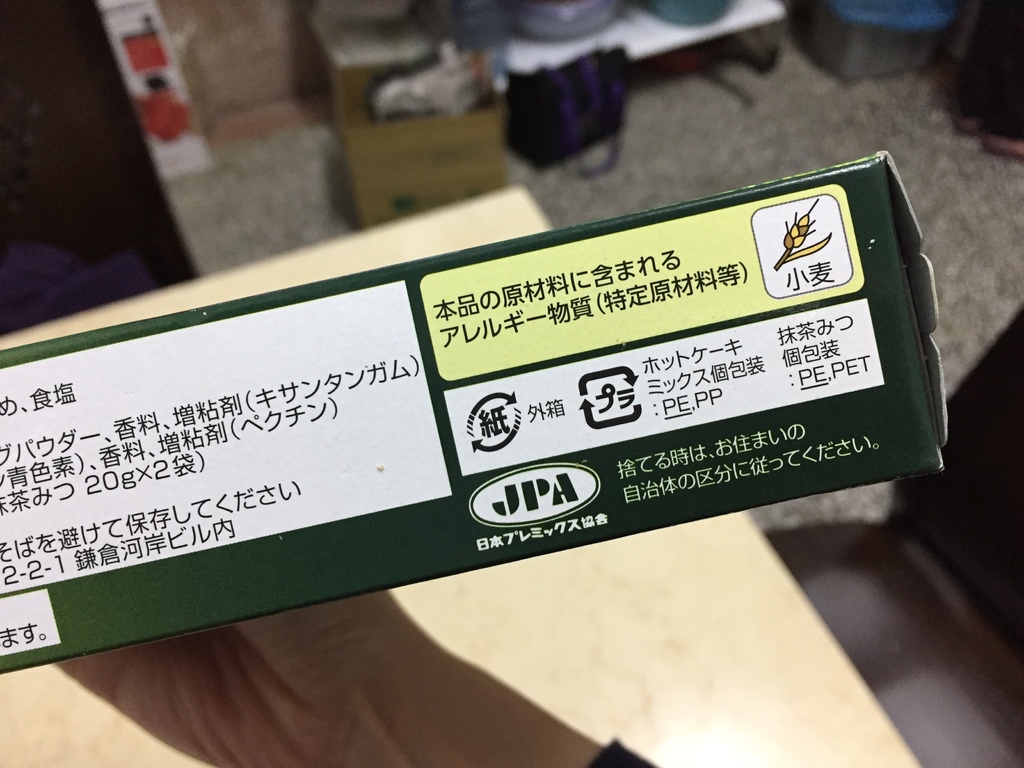 め、食塩
グパウダー、香料、増粘剤(キサンタンガム)
青色素)、香料、増粘剤(ペクチン)
抹茶みつ 20g×2袋)
そばを避けて保存してください
2-2-1 鎌倉河岸ビル内
ます。
本品の原材料に含まれる
アレルギー物質(特定原材料等)
小麦
紙
外箱
プラ
ホットケーキ
ミックス個包装
:PE,PP
抹茶みつ
個包装
:PE,PET
JPA
日本プレミックス協会
捨てる時は、お住まいの
自治体の区分に従ってください。